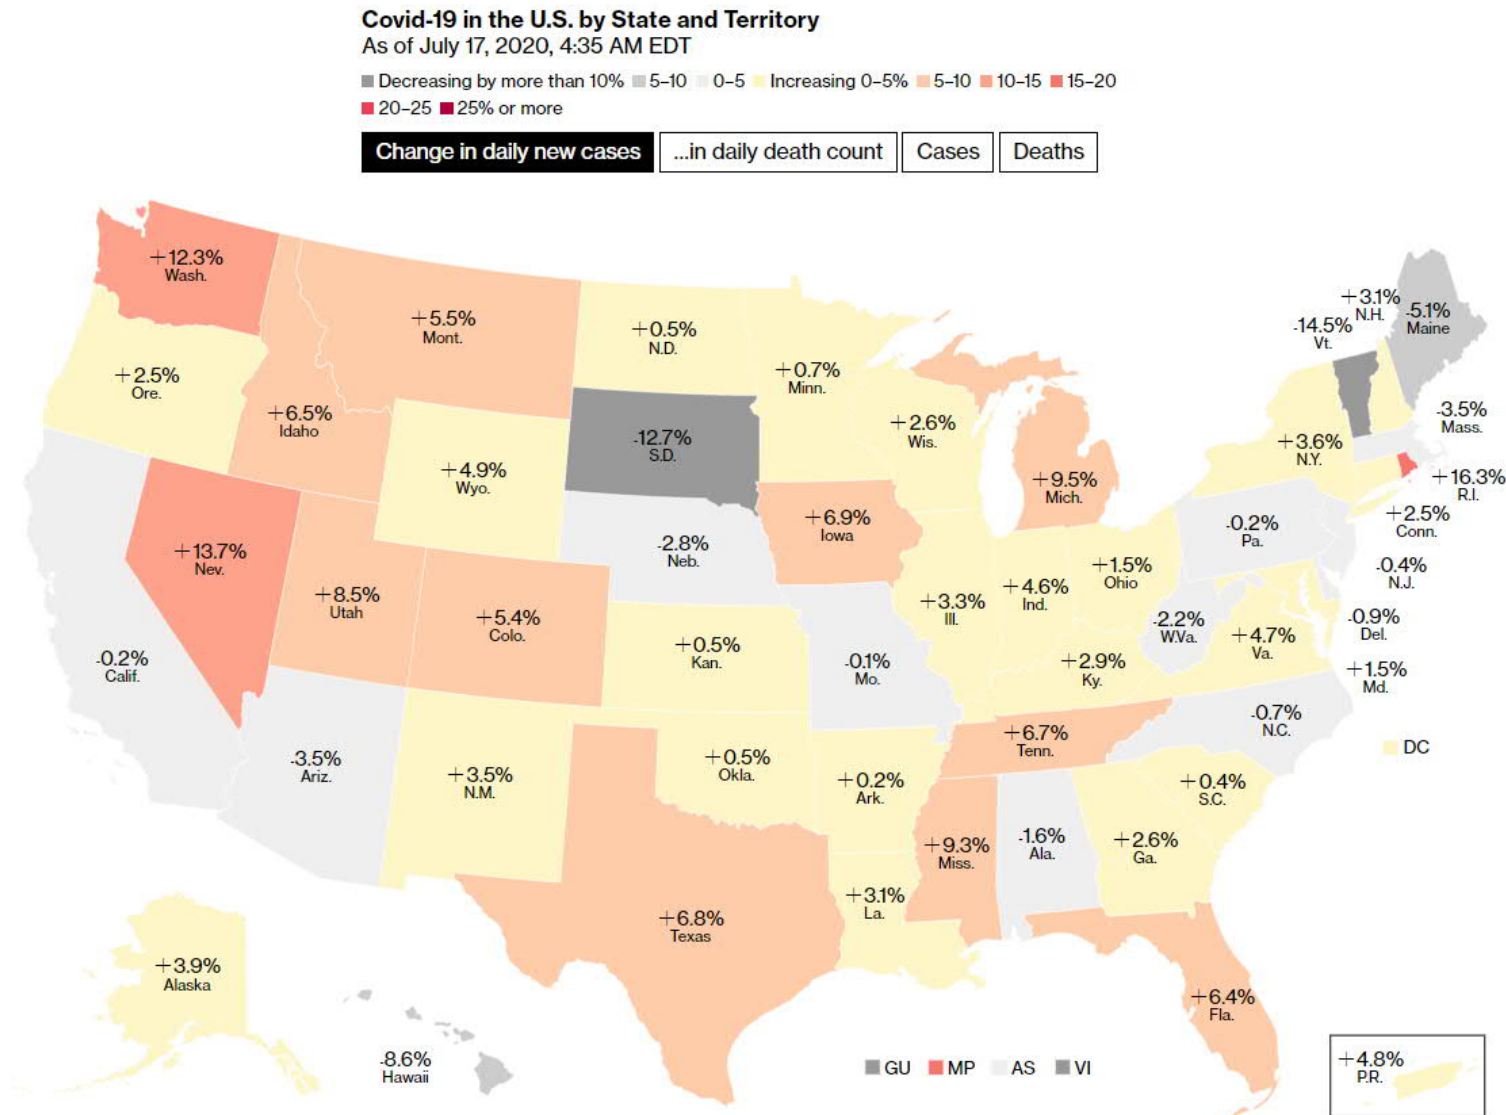 Covid-19 in the U.S. by State and Territory
As of July 17, 2020, 4:35 AM EDT
Decreasing by more than 10% 5–10 0–5 Increasing 0–5% 5–10 10–15 15–20
20–25 25% or more
Change in daily new cases ...in daily death count Cases Deaths
+12.3%
Wash.
+5.5%
Mont.
+0.5%
N.D.
+0.7%
Minn.
+2.5%
Ore.
+6.5%
Idaho
-12.7%
S.D.
+2.6%
Wis.
+4.9%
Wyo.
+9.5%
Mich.
+3.1%
N.H.
-14.5%
Vt.
-5.1%
Maine
-3.5%
Mass.
+3.6%
N.Y.
+16.3%
R.I.
+2.5%
Conn.
-0.2%
Pa.
-0.4%
N.J.
-0.9%
Del.
+1.5%
Md.
DC
+13.7%
Nev.
+8.5%
Utah
+5.4%
Colo.
-2.8%
Neb.
+6.9%
Iowa
+3.3%
Ill.
+4.6%
Ind.
+1.5%
Ohio
-2.2%
W.Va.
+4.7%
Va.
-0.2%
Calif.
+0.5%
Kan.
-0.1%
Mo.
+2.9%
Ky.
-0.7%
N.C.
-3.5%
Ariz.
+3.5%
N.M.
+0.5%
Okla.
+0.2%
Ark.
+6.7%
Tenn.
+0.4%
S.C.
+9.3%
Miss.
-1.6%
Ala.
+2.6%
Ga.
+6.8%
Texas
+3.1%
La.
+6.4%
Fla.
+3.9%
Alaska
-8.6%
Hawaii
GU MP AS VI
+4.8%
P.R.